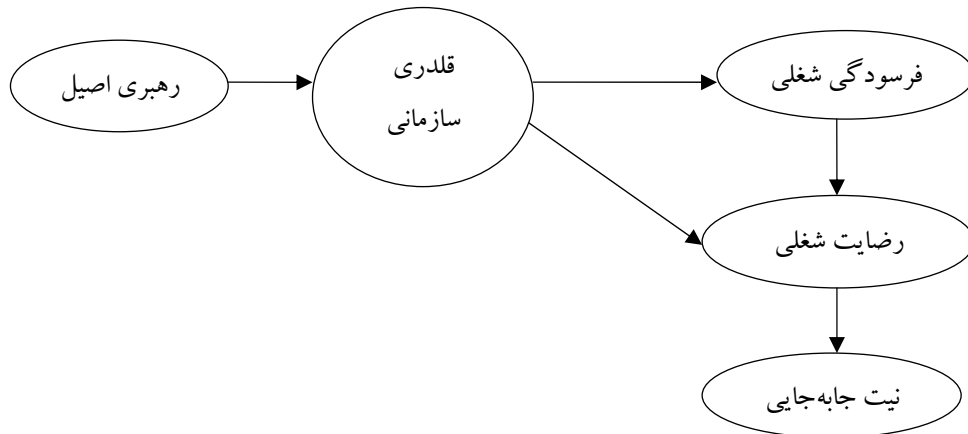 رهبری اصیل
قلدری
سازمانی
فرسودگی شغلی
رضایت شغلی
نیت جابه‌جایی